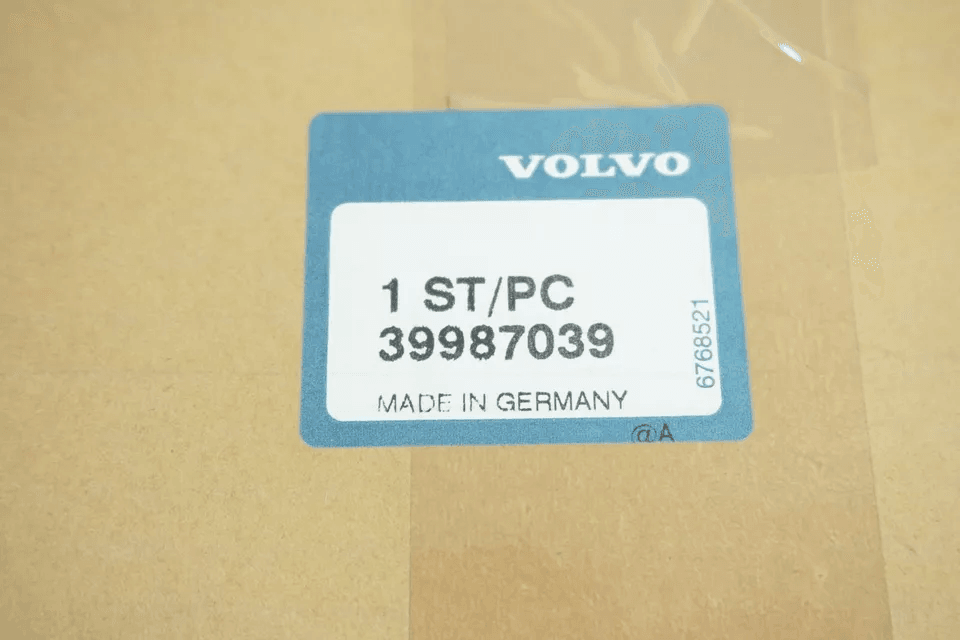 VOLVO
1 ST/PC
39987039
6768521
MADE IN GERMANY
@A